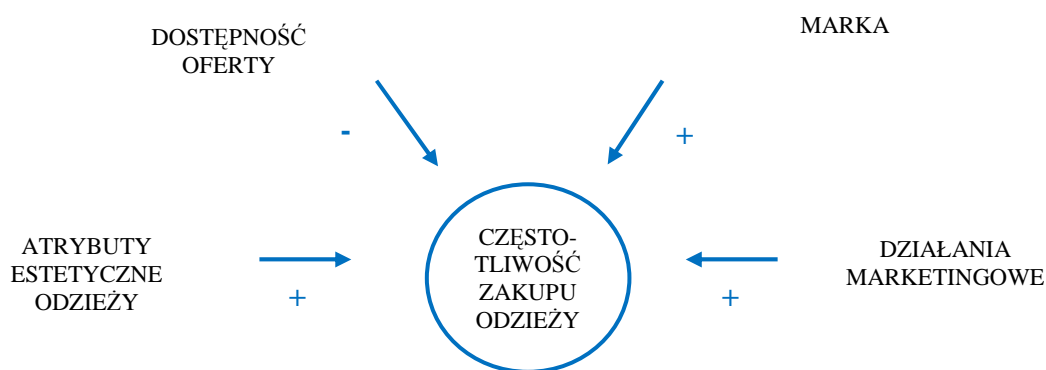 DOSTĘPNOŚĆ
OFERTY
MARKA
-
+
ATRYBUTY
ESTETYCZNE
ODZIEŻY
+
CZĘSTO-
TLIWOŚĆ
ZAKUPU
ODZIEŻY
+
DZIAŁANIA
MARKETINGOWE